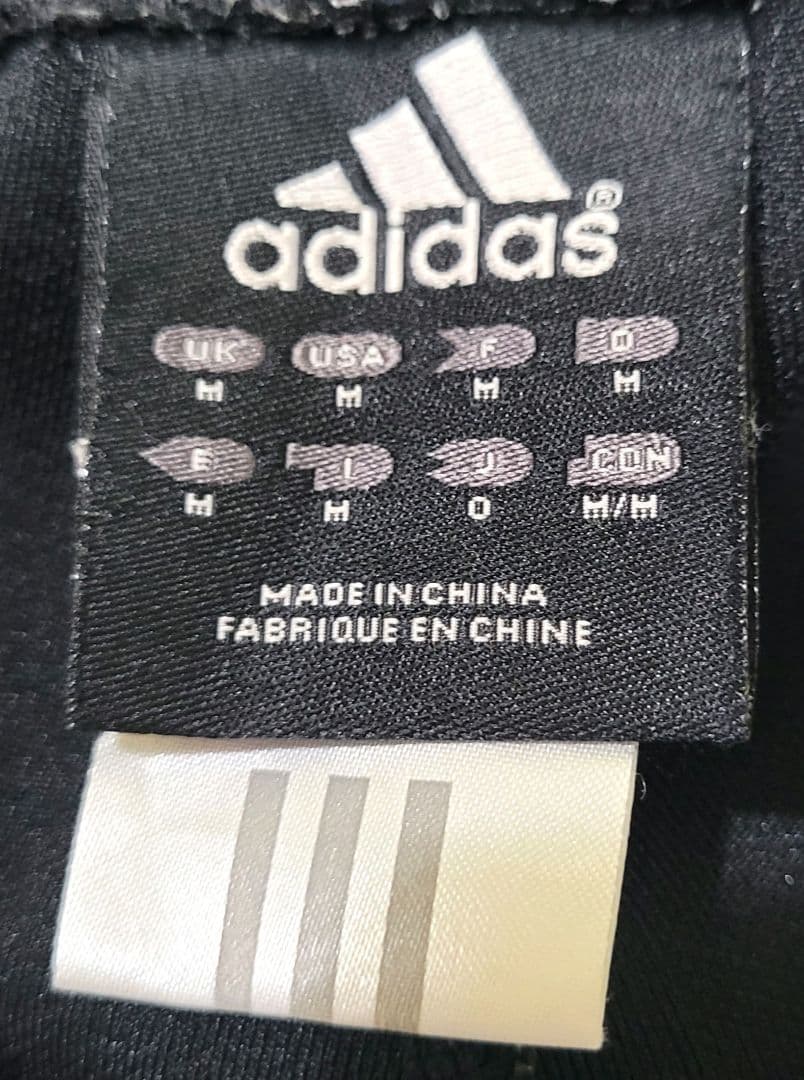 adidas®
UK USA F D
M M M M
E I J CON
M M O M/M
MADE IN CHINA
FABRIQUE EN CHINE